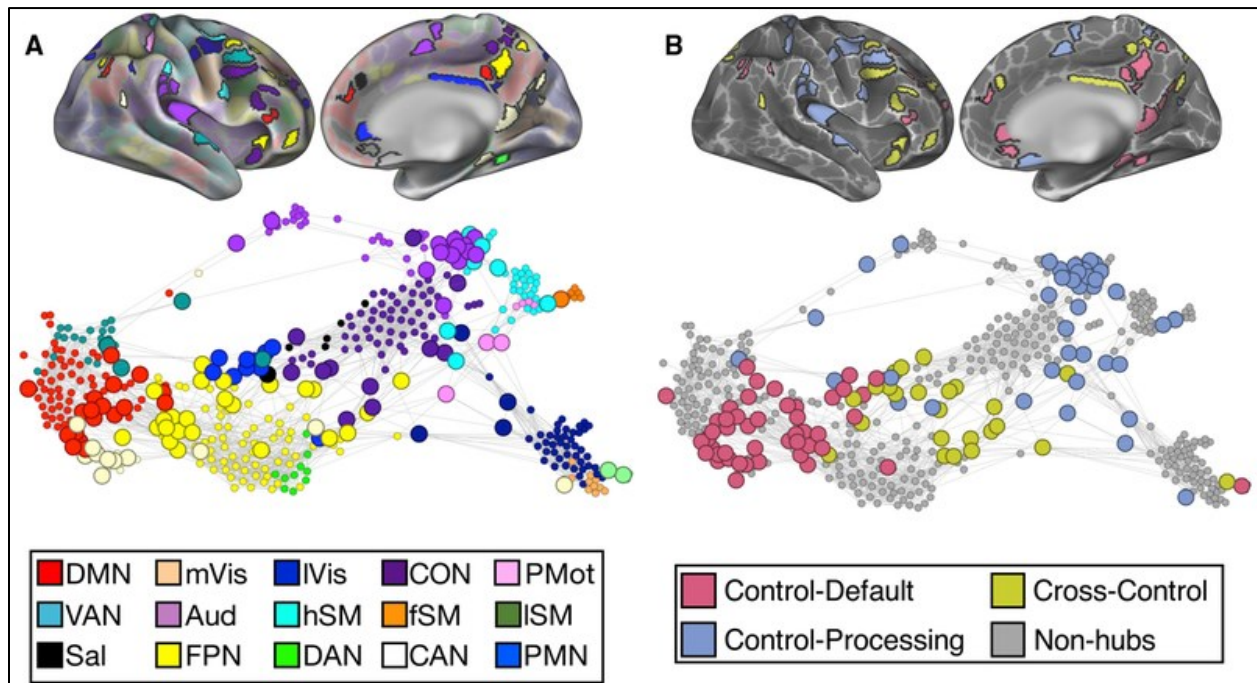 A
B
DMN mVis lVis CON PMot
VAN Aud hSM fSM lSM
Sal FPN DAN CAN PMN
Control-Default Cross-Control
Control-Processing Non-hubs